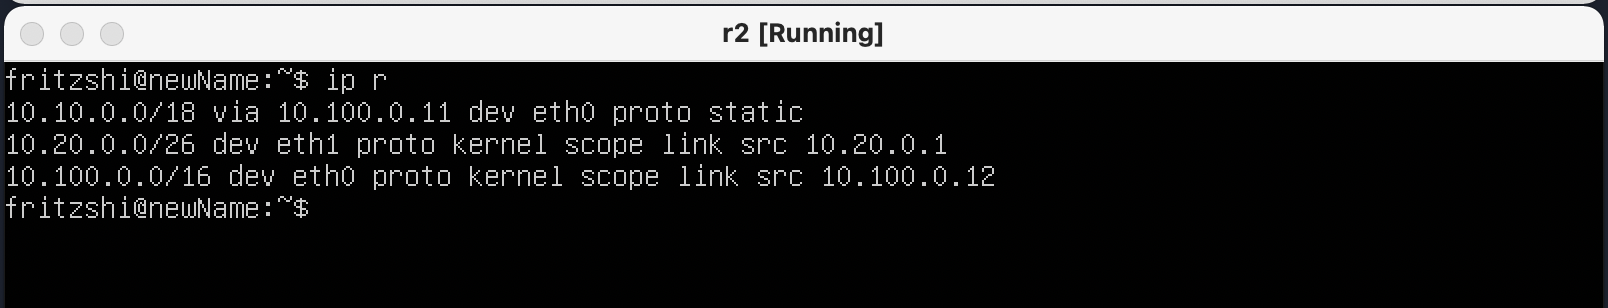 r2 [Running]
fritzshi@newName:~$ ip r
10.10.0.0/18 via 10.100.0.11 dev eth0 proto static
10.20.0.0/26 dev eth1 proto kernel scope link src 10.20.0.1
10.100.0.0/16 dev eth0 proto kernel scope link src 10.100.0.12
fritzshi@newName:~$